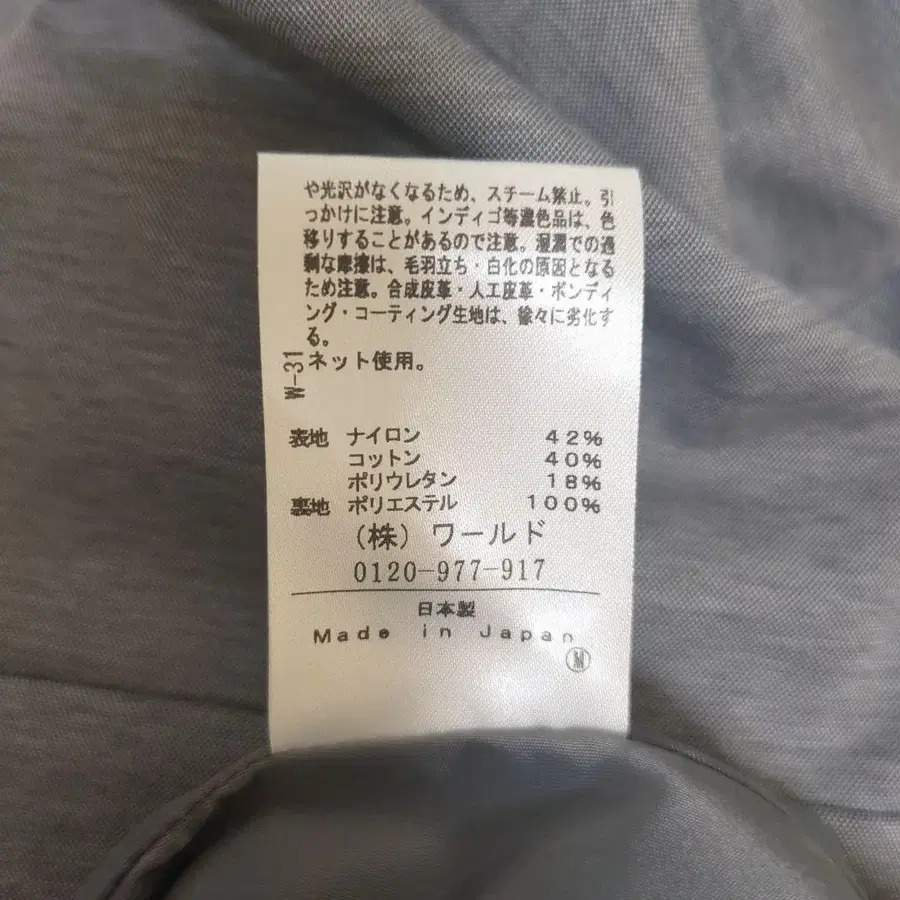 や光沢がなくなるため、スチーム禁止。引
っかけに注意。インディゴ等濃色品は、色
移りすることがあるので注意。湿潤での過
剰な摩擦は、毛羽立ち・白化の原因となる
ため注意。合成皮革・人工皮革・ボンディ
ング・コーティング生地は、徐々に劣化す
る。
W-31
ネット使用。
表地 ナイロン 42%
コットン 40%
ポリウレタン 18%
裏地 ポリエステル 100%
(株) ワールド
0120-977-917
日本製
Made in Japan
M